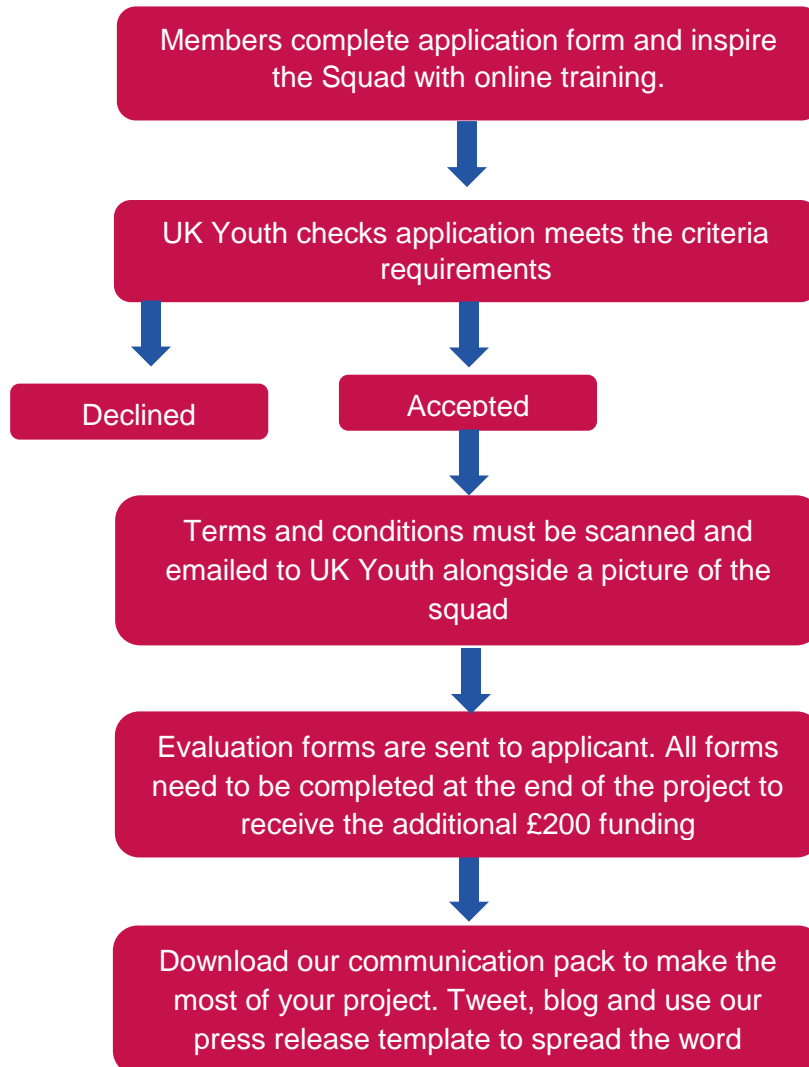 Members complete application form and inspire
the Squad with online training.
UK Youth checks application meets the criteria
requirements
Declined
Accepted
Terms and conditions must be scanned and
emailed to UK Youth alongside a picture of the
squad
Evaluation forms are sent to applicant. All forms
need to be completed at the end of the project to
receive the additional £200 funding
Download our communication pack to make the
most of your project. Tweet, blog and use our
press release template to spread the word